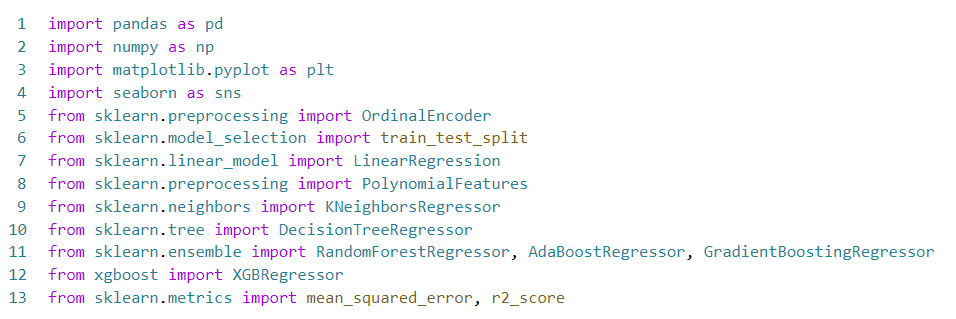 1 import pandas as pd
2 import numpy as np
3 import matplotlib.pyplot as plt
4 import seaborn as sns
5 from sklearn.preprocessing import OrdinalEncoder
6 from sklearn.model_selection import train_test_split
7 from sklearn.linear_model import LinearRegression
8 from sklearn.preprocessing import PolynomialFeatures
9 from sklearn.neighbors import KNeighborsRegressor
10 from sklearn.tree import DecisionTreeRegressor
11 from sklearn.ensemble import RandomForestRegressor, AdaBoostRegressor, GradientBoostingRegressor
12 from xgboost import XGBRegressor
13 from sklearn.metrics import mean_squared_error, r2_score